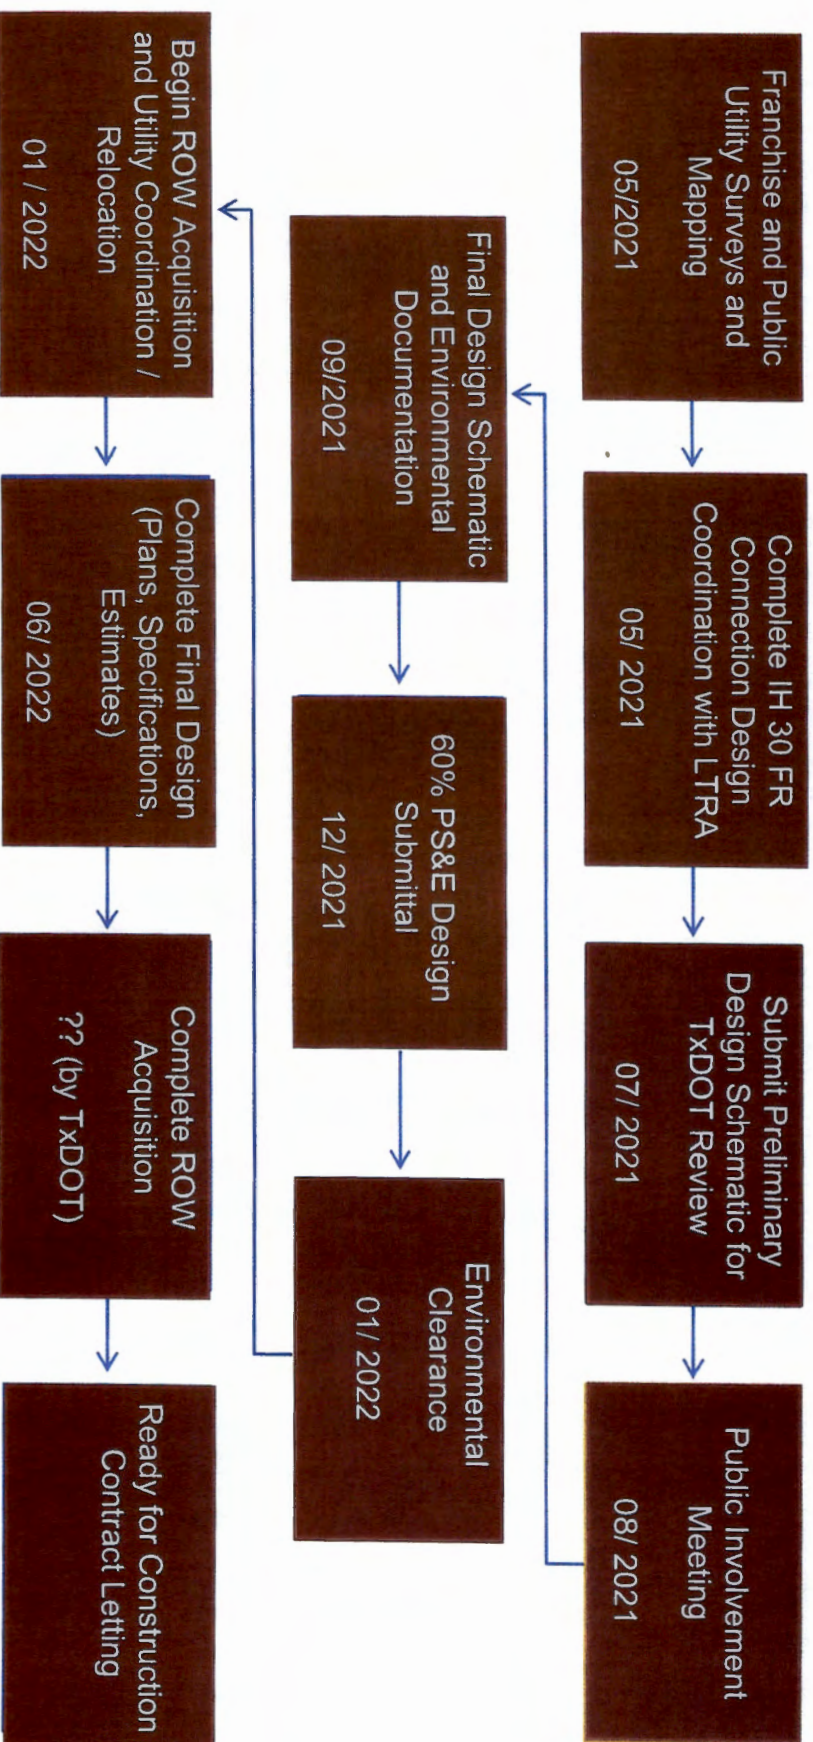 Franchise and Public
Utility Surveys and
Mapping
05/2021
Complete IH 30 FR
Connection Design
Coordination with LTRA
05/ 2021
Submit Preliminary
Design Schematic for
TxDOT Review
07/ 2021
Public Involvement
Meeting
08/ 2021
Final Design Schematic
and Environmental
Documentation
09/2021
60% PS&E Design
Submittal
12/ 2021
Environmental
Clearance
01/ 2022
Begin ROW Acquisition
and Utility Coordination /
Relocation
01 / 2022
Complete Final Design
(Plans, Specifications,
Estimates)
06/ 2022
Complete ROW
Acquisition
?? (by TxDOT)
Ready for Construction
Contract Letting